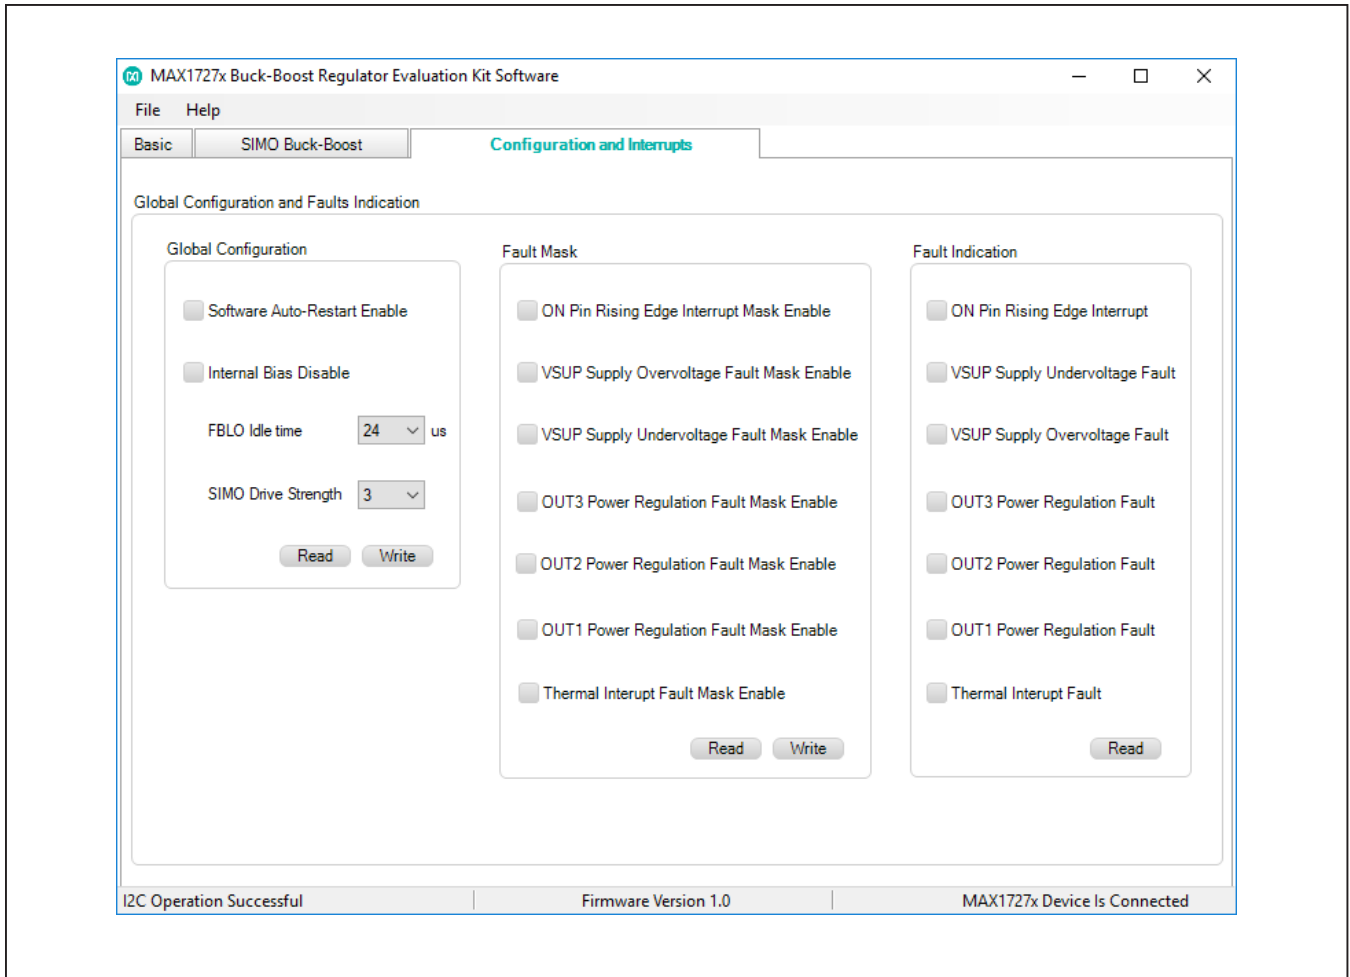 MAX1727x Buck-Boost Regulator Evaluation Kit Software
File Help
Basic SIMO Buck-Boost Configuration and Interrupts
Global Configuration and Faults Indication
Global Configuration
Software Auto-Restart Enable
Internal Bias Disable
FBLO Idle time 24 us
SIMO Drive Strength 3
Read Write
Fault Mask
ON Pin Rising Edge Interrupt Mask Enable
VSUP Supply Overvoltage Fault Mask Enable
VSUP Supply Undervoltage Fault Mask Enable
OUT3 Power Regulation Fault Mask Enable
OUT2 Power Regulation Fault Mask Enable
OUT1 Power Regulation Fault Mask Enable
Thermal Interupt Fault Mask Enable
Read Write
Fault Indication
ON Pin Rising Edge Interrupt
VSUP Supply Undervoltage Fault
VSUP Supply Overvoltage Fault
OUT3 Power Regulation Fault
OUT2 Power Regulation Fault
OUT1 Power Regulation Fault
Thermal Interupt Fault
Read
I2C Operation Successful Firmware Version 1.0 MAX1727x Device Is Connected